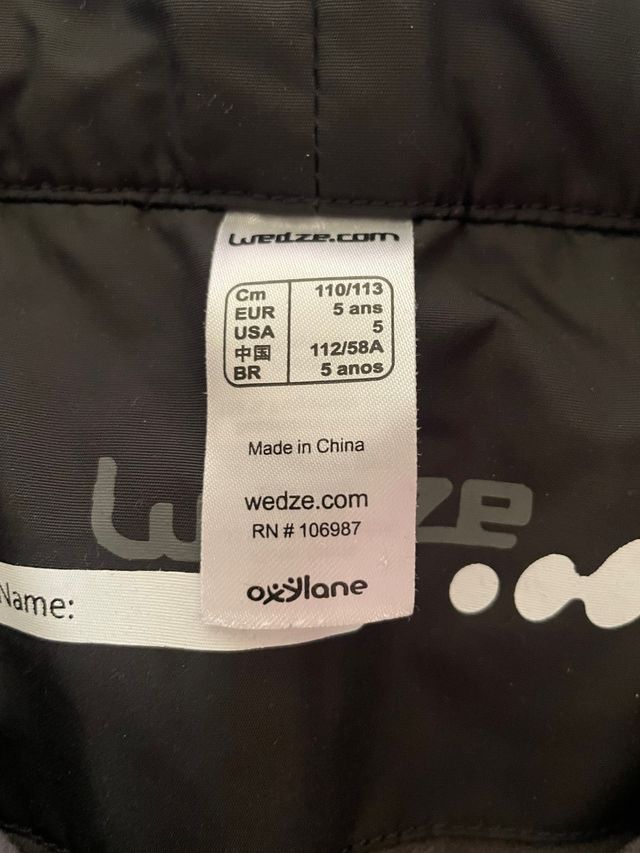 wedze.com
Cm 110/113
EUR 5 ans
USA 5
中国 112/58A
BR 5 anos
Made in China
wedze.com
RN # 106987
oxylane
Name: